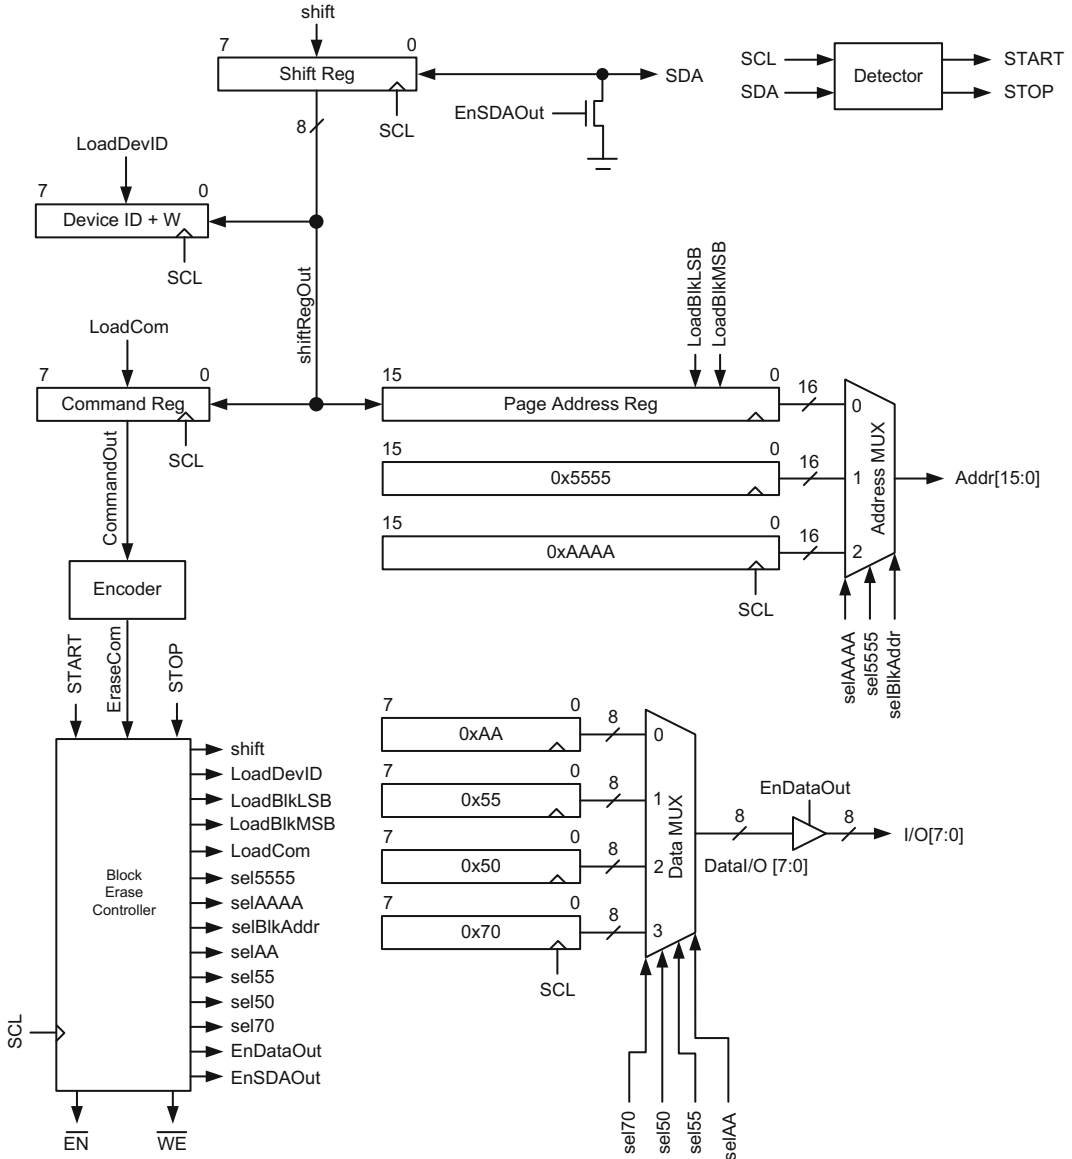 shift
7 0
Shift Reg
SCL
8
SDA
EnSDAOut
SCL
SDA
Detector
START
STOP
LoadDevID
7 0
Device ID + W
SCL
shiftRegOut
LoadCom
7 0
Command Reg
SCL
CommandOut
LoadBlkLSB
LoadBlkMSB
15 0
Page Address Reg
16
0
15 0
0x5555
16
1
15 0
0xAAAA
16
2
SCL
Address MUX
Addr[15:0]
selAAAA
sel5555
selBlkAddr
Encoder
START
EraseCom
STOP
Block
Erase
Controller
SCL
shift
LoadDevID
LoadBlkLSB
LoadBlkMSB
LoadCom
sel5555
selAAAA
selBlkAddr
selAA
sel55
sel50
sel70
EnDataOut
EnSDAOut
EN
WE
7 0
0xAA
8
0
7 0
0x55
8
1
7 0
0x50
8
2
7 0
0x70
8
3
SCL
Data MUX
8
DataI/O [7:0]
EnDataOut
8
I/O[7:0]
sel70
sel50
sel55
selAA